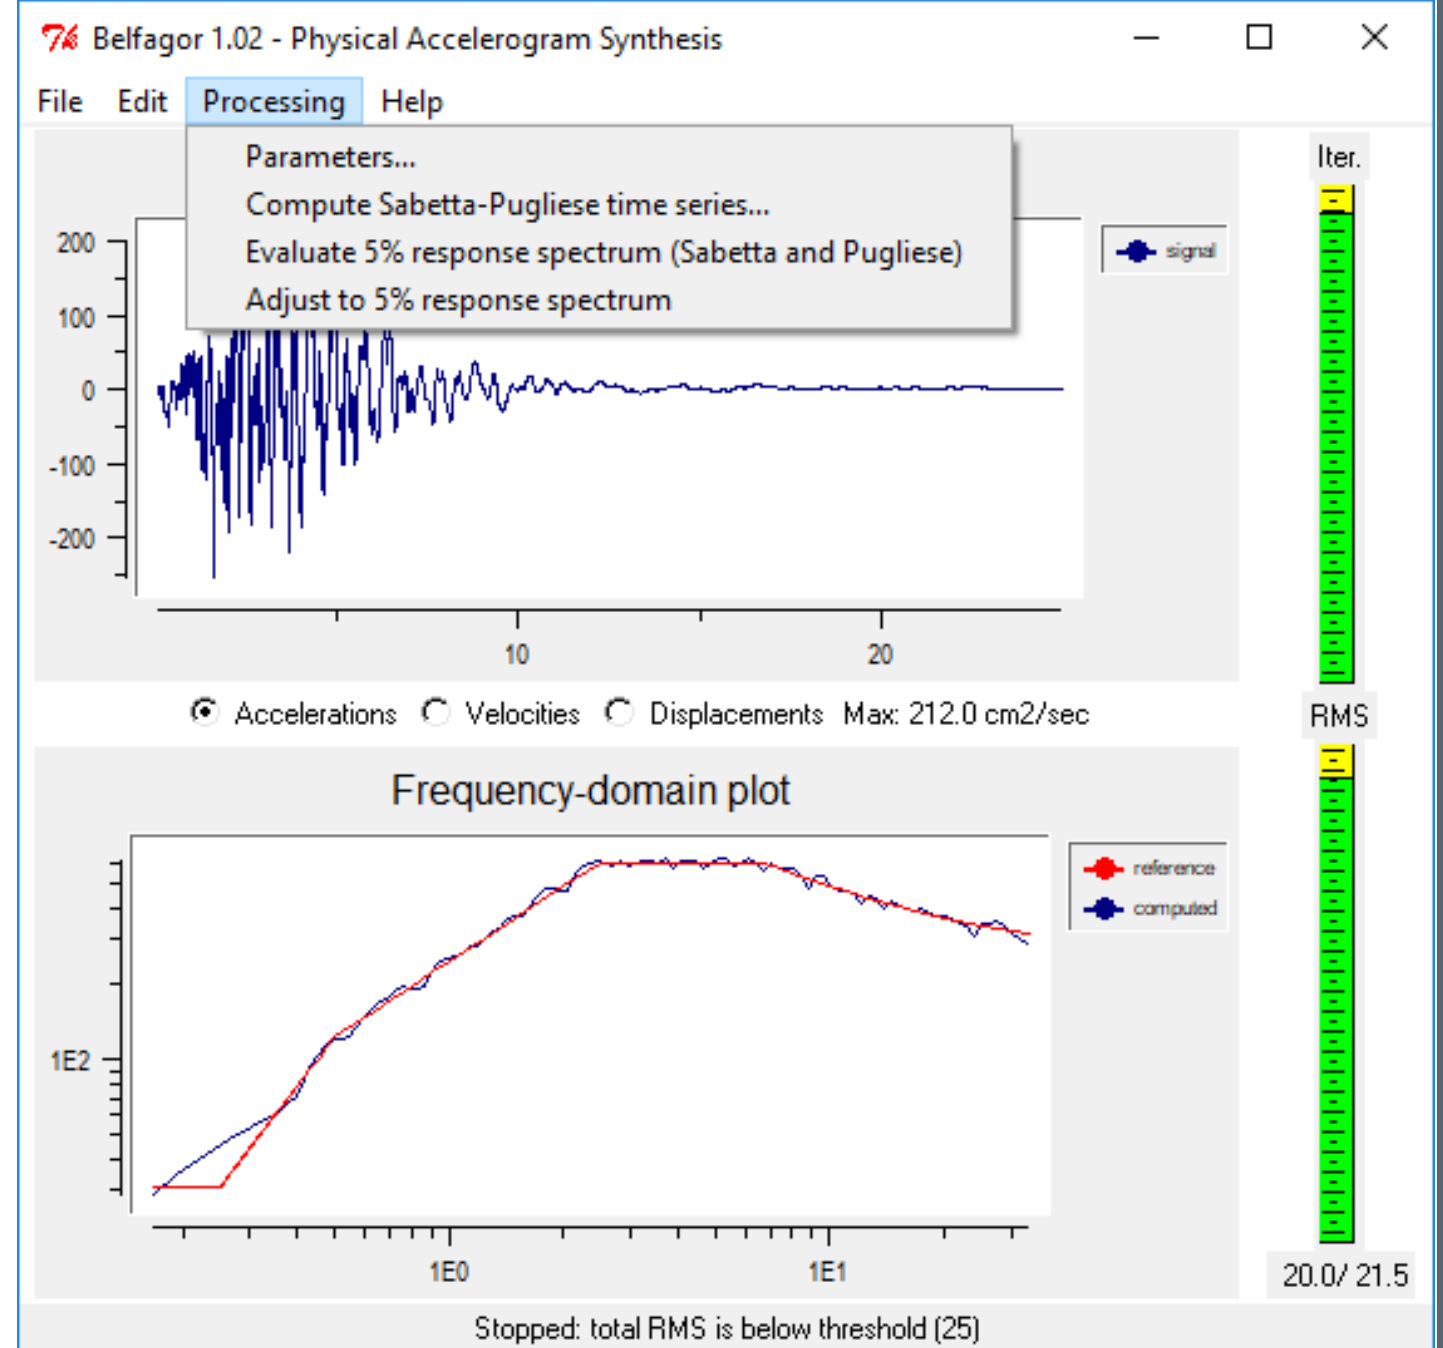 Belfagor 1.02 - Physical Accelerogram Synthesis
File Edit Processing Help
Parameters...
Compute Sabetta-Pugliese time series...
Evaluate 5% response spectrum (Sabetta and Pugliese)
Adjust to 5% response spectrum
Iter.
200
100
0
-100
-200
signal
10 20
Accelerations Velocities Displacements Max: 212.0 cm2/sec
RMS
Frequency-domain plot
reference
computed
1E2
1E0 1E1
20.0/ 21.5
Stopped: total RMS is below threshold (25)